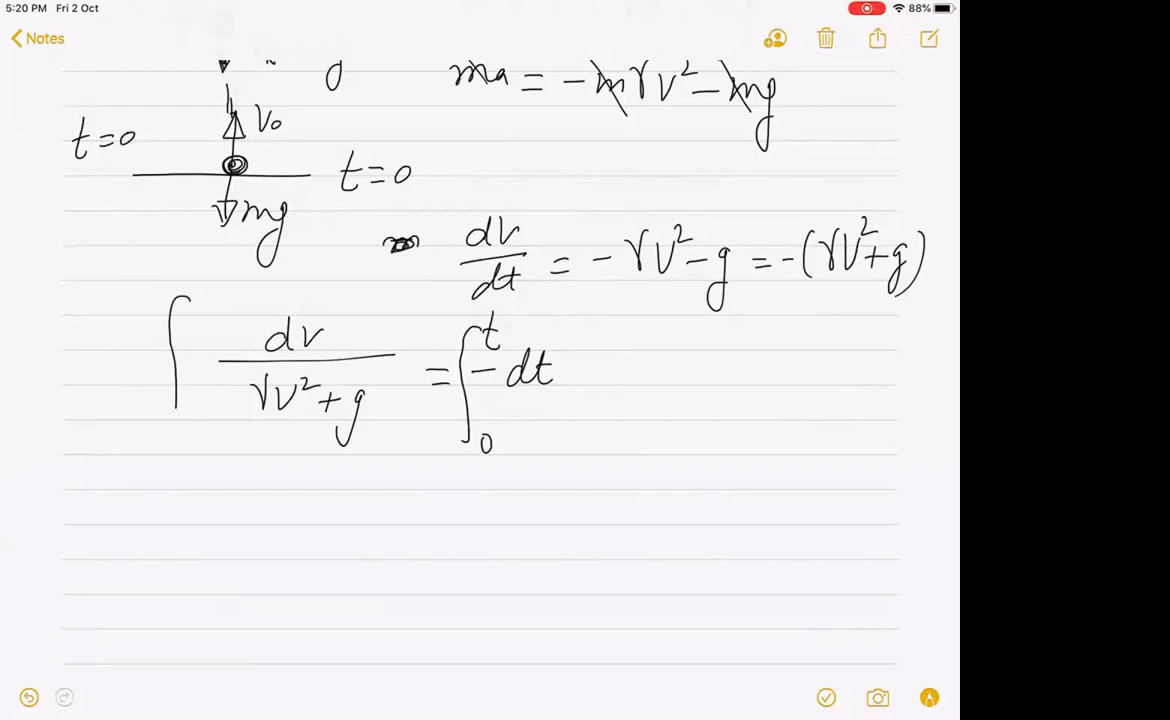 5:20 PM Fri 2 Oct 88%
Notes
ma = -mγv² - mg
v₀
t=0
t=0
mg
dv/dt = -γv² - g = -(γv²+g)
∫ dv/(γv²+g) = ∫₀ᵗ -dt